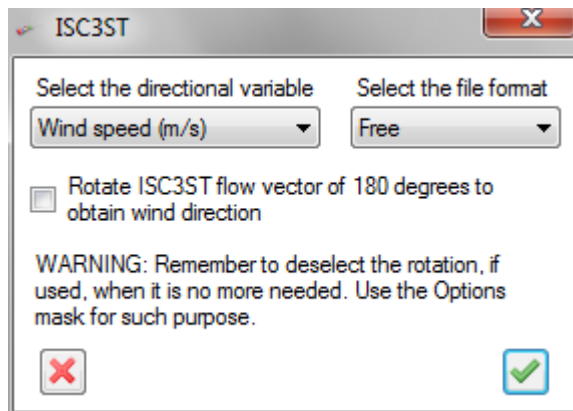 ISC3ST
Select the directional variable Select the file format
Wind speed (m/s) Free
Rotate ISC3ST flow vector of 180 degrees to
obtain wind direction
WARNING: Remember to deselect the rotation, if
used, when it is no more needed. Use the Options
mask for such purpose.